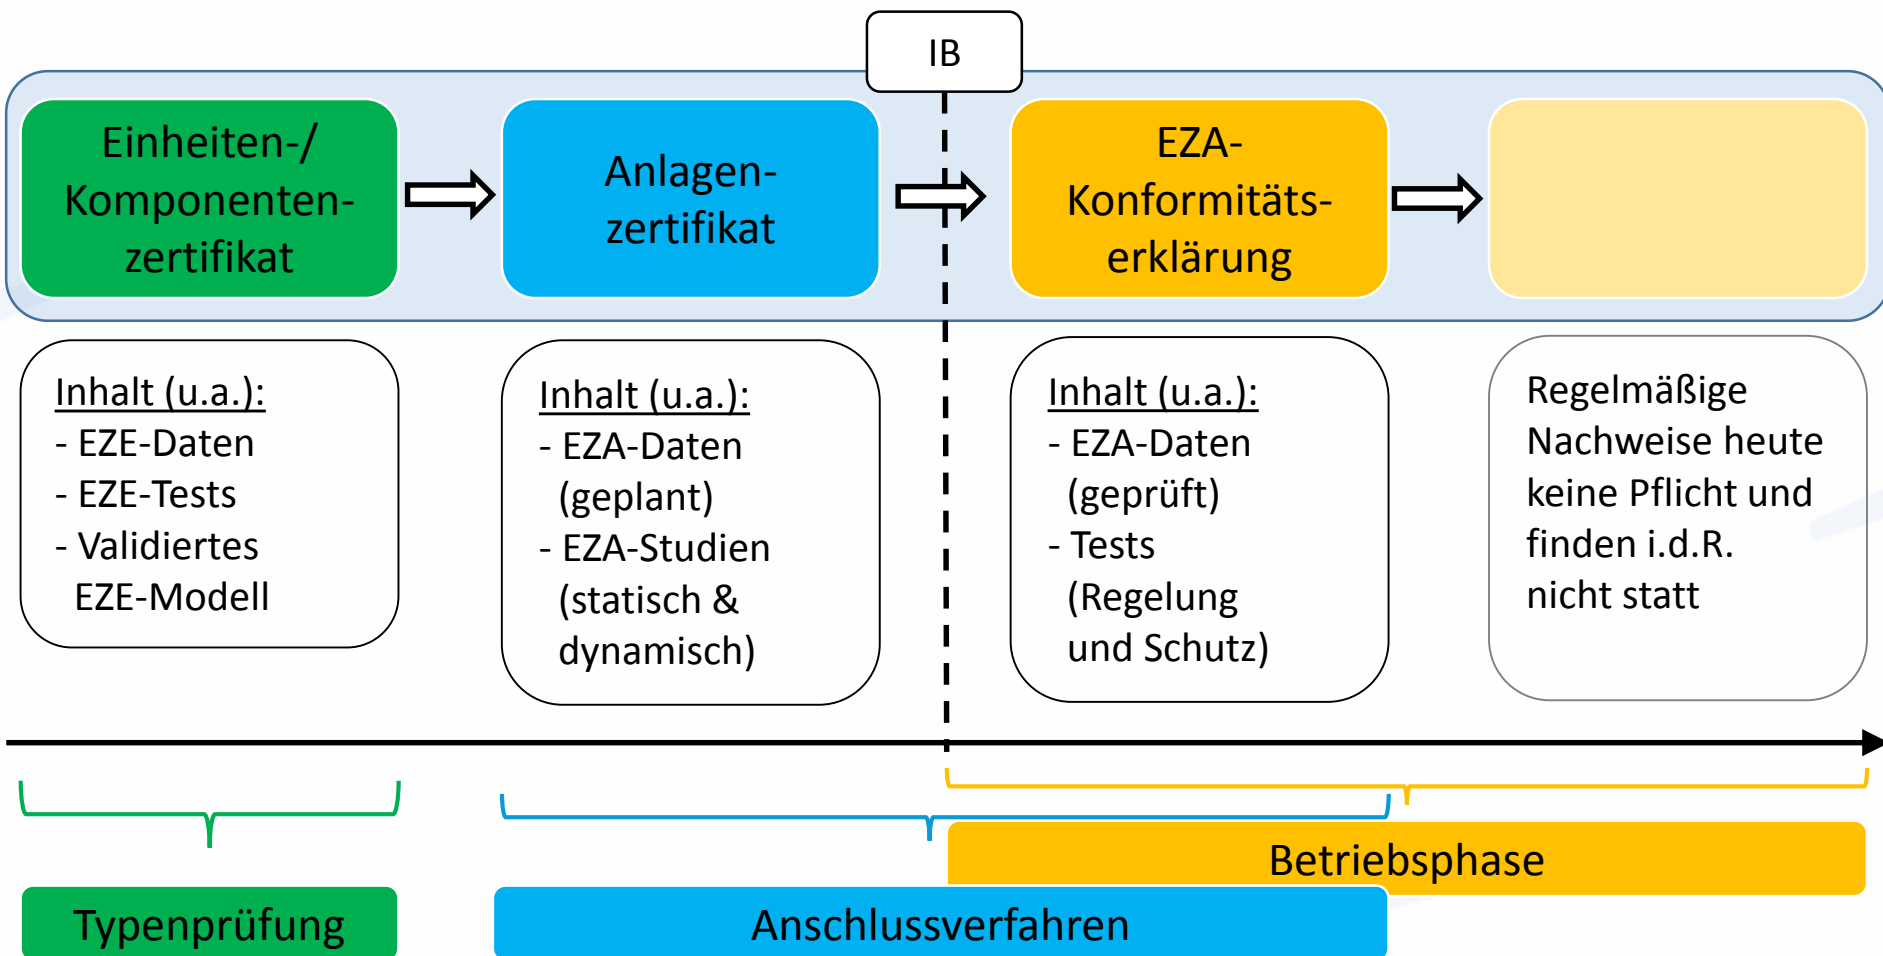 IB
Einheiten-/
Komponenten-
zertifikat
Anlagen-
zertifikat
EZA-
Konformitäts-
erklärung
Inhalt (u.a.):
- EZE-Daten
- EZE-Tests
- Validiertes
EZE-Modell
Inhalt (u.a.):
- EZA-Daten
(geplant)
- EZA-Studien
(statisch &
dynamisch)
Inhalt (u.a.):
- EZA-Daten
(geprüft)
- Tests
(Regelung
und Schutz)
Regelmäßige
Nachweise heute
keine Pflicht und
finden i.d.R.
nicht statt
Betriebsphase
Typenprüfung
Anschlussverfahren